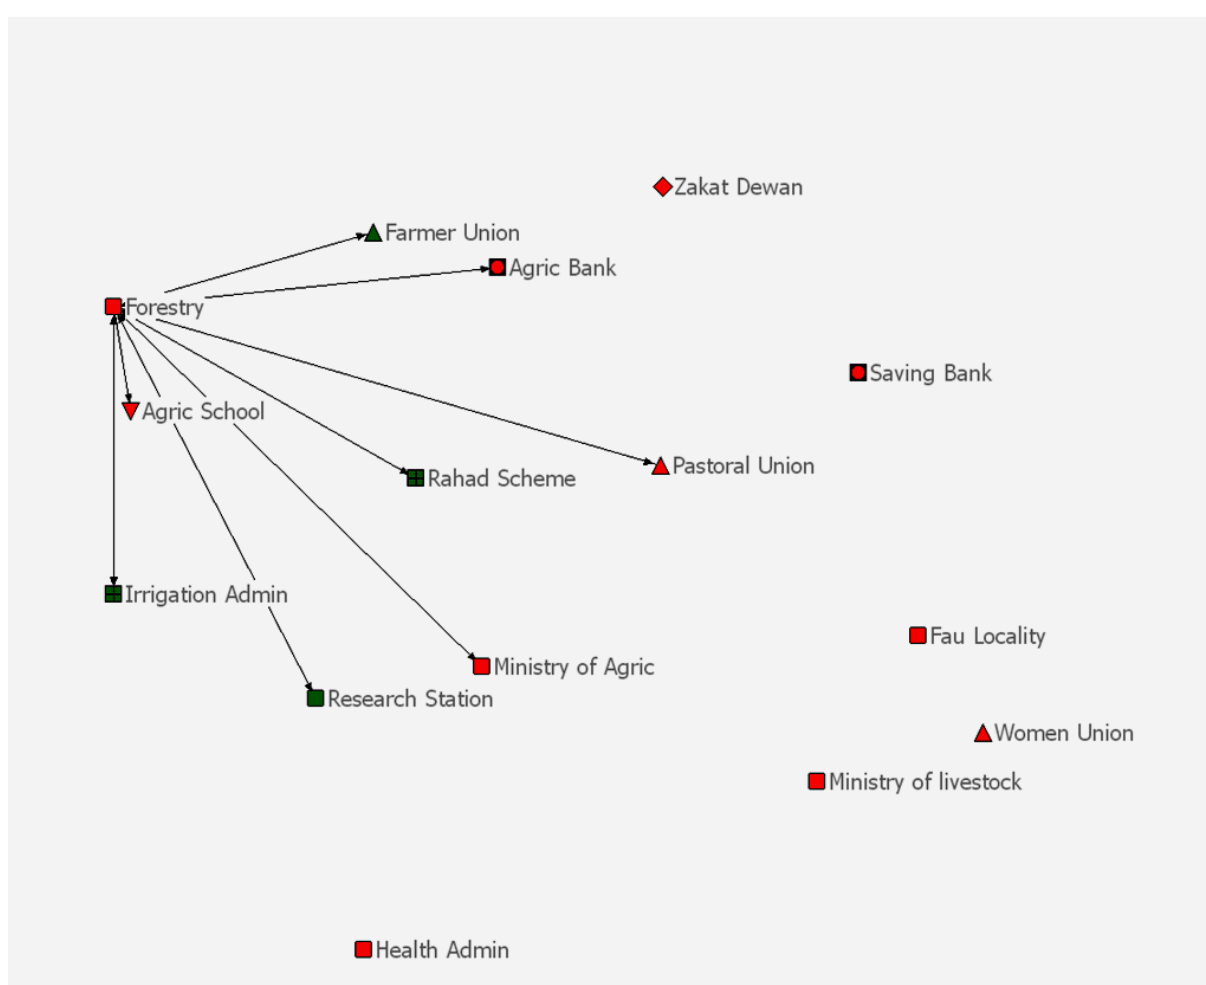 Zakat Dewan
Farmer Union
Agric Bank
Forestry
Saving Bank
Agric School
Pastoral Union
Rahad Scheme
Irrigation Admin
Fau Locality
Ministry of Agric
Research Station
Women Union
Ministry of livestock
Health Admin